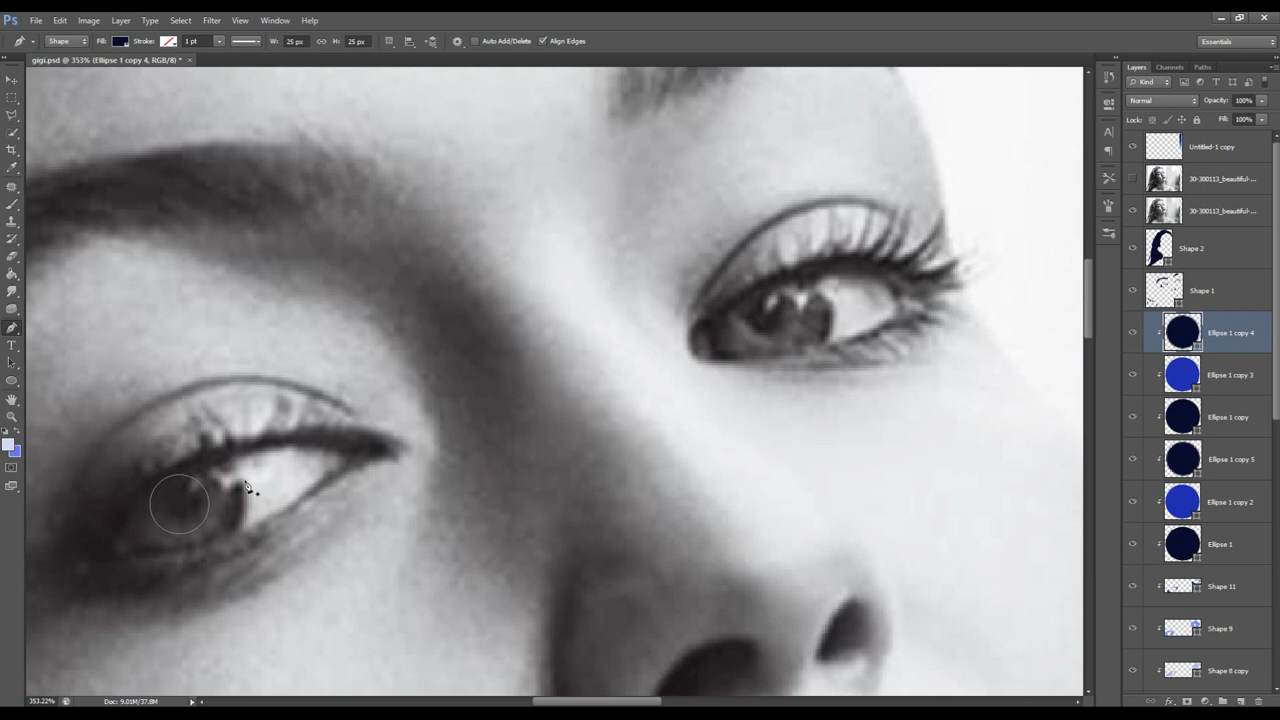 Ps File Edit Image Layer Type Select Filter View Window Help
Shape Fill: Stroke: 1 pt W: 25 px H: 25 px Auto Add/Delete Align Edges Essentials
gigi.psd @ 353% (Ellipse 1 copy 4, RGB/8) * ×
Layers Channels Paths
Kind
Normal Opacity: 100%
Lock: Fill: 100%
Untitled-1 copy
30-300113_beautiful-...
30-300113_beautiful-...
Shape 2
Shape 1
Ellipse 1 copy 4
Ellipse 1 copy 3
Ellipse 1 copy
Ellipse 1 copy 5
Ellipse 1 copy 2
Ellipse 1
Shape 11
Shape 9
Shape 8 copy
353.22% Doc: 9.01M/37.8M